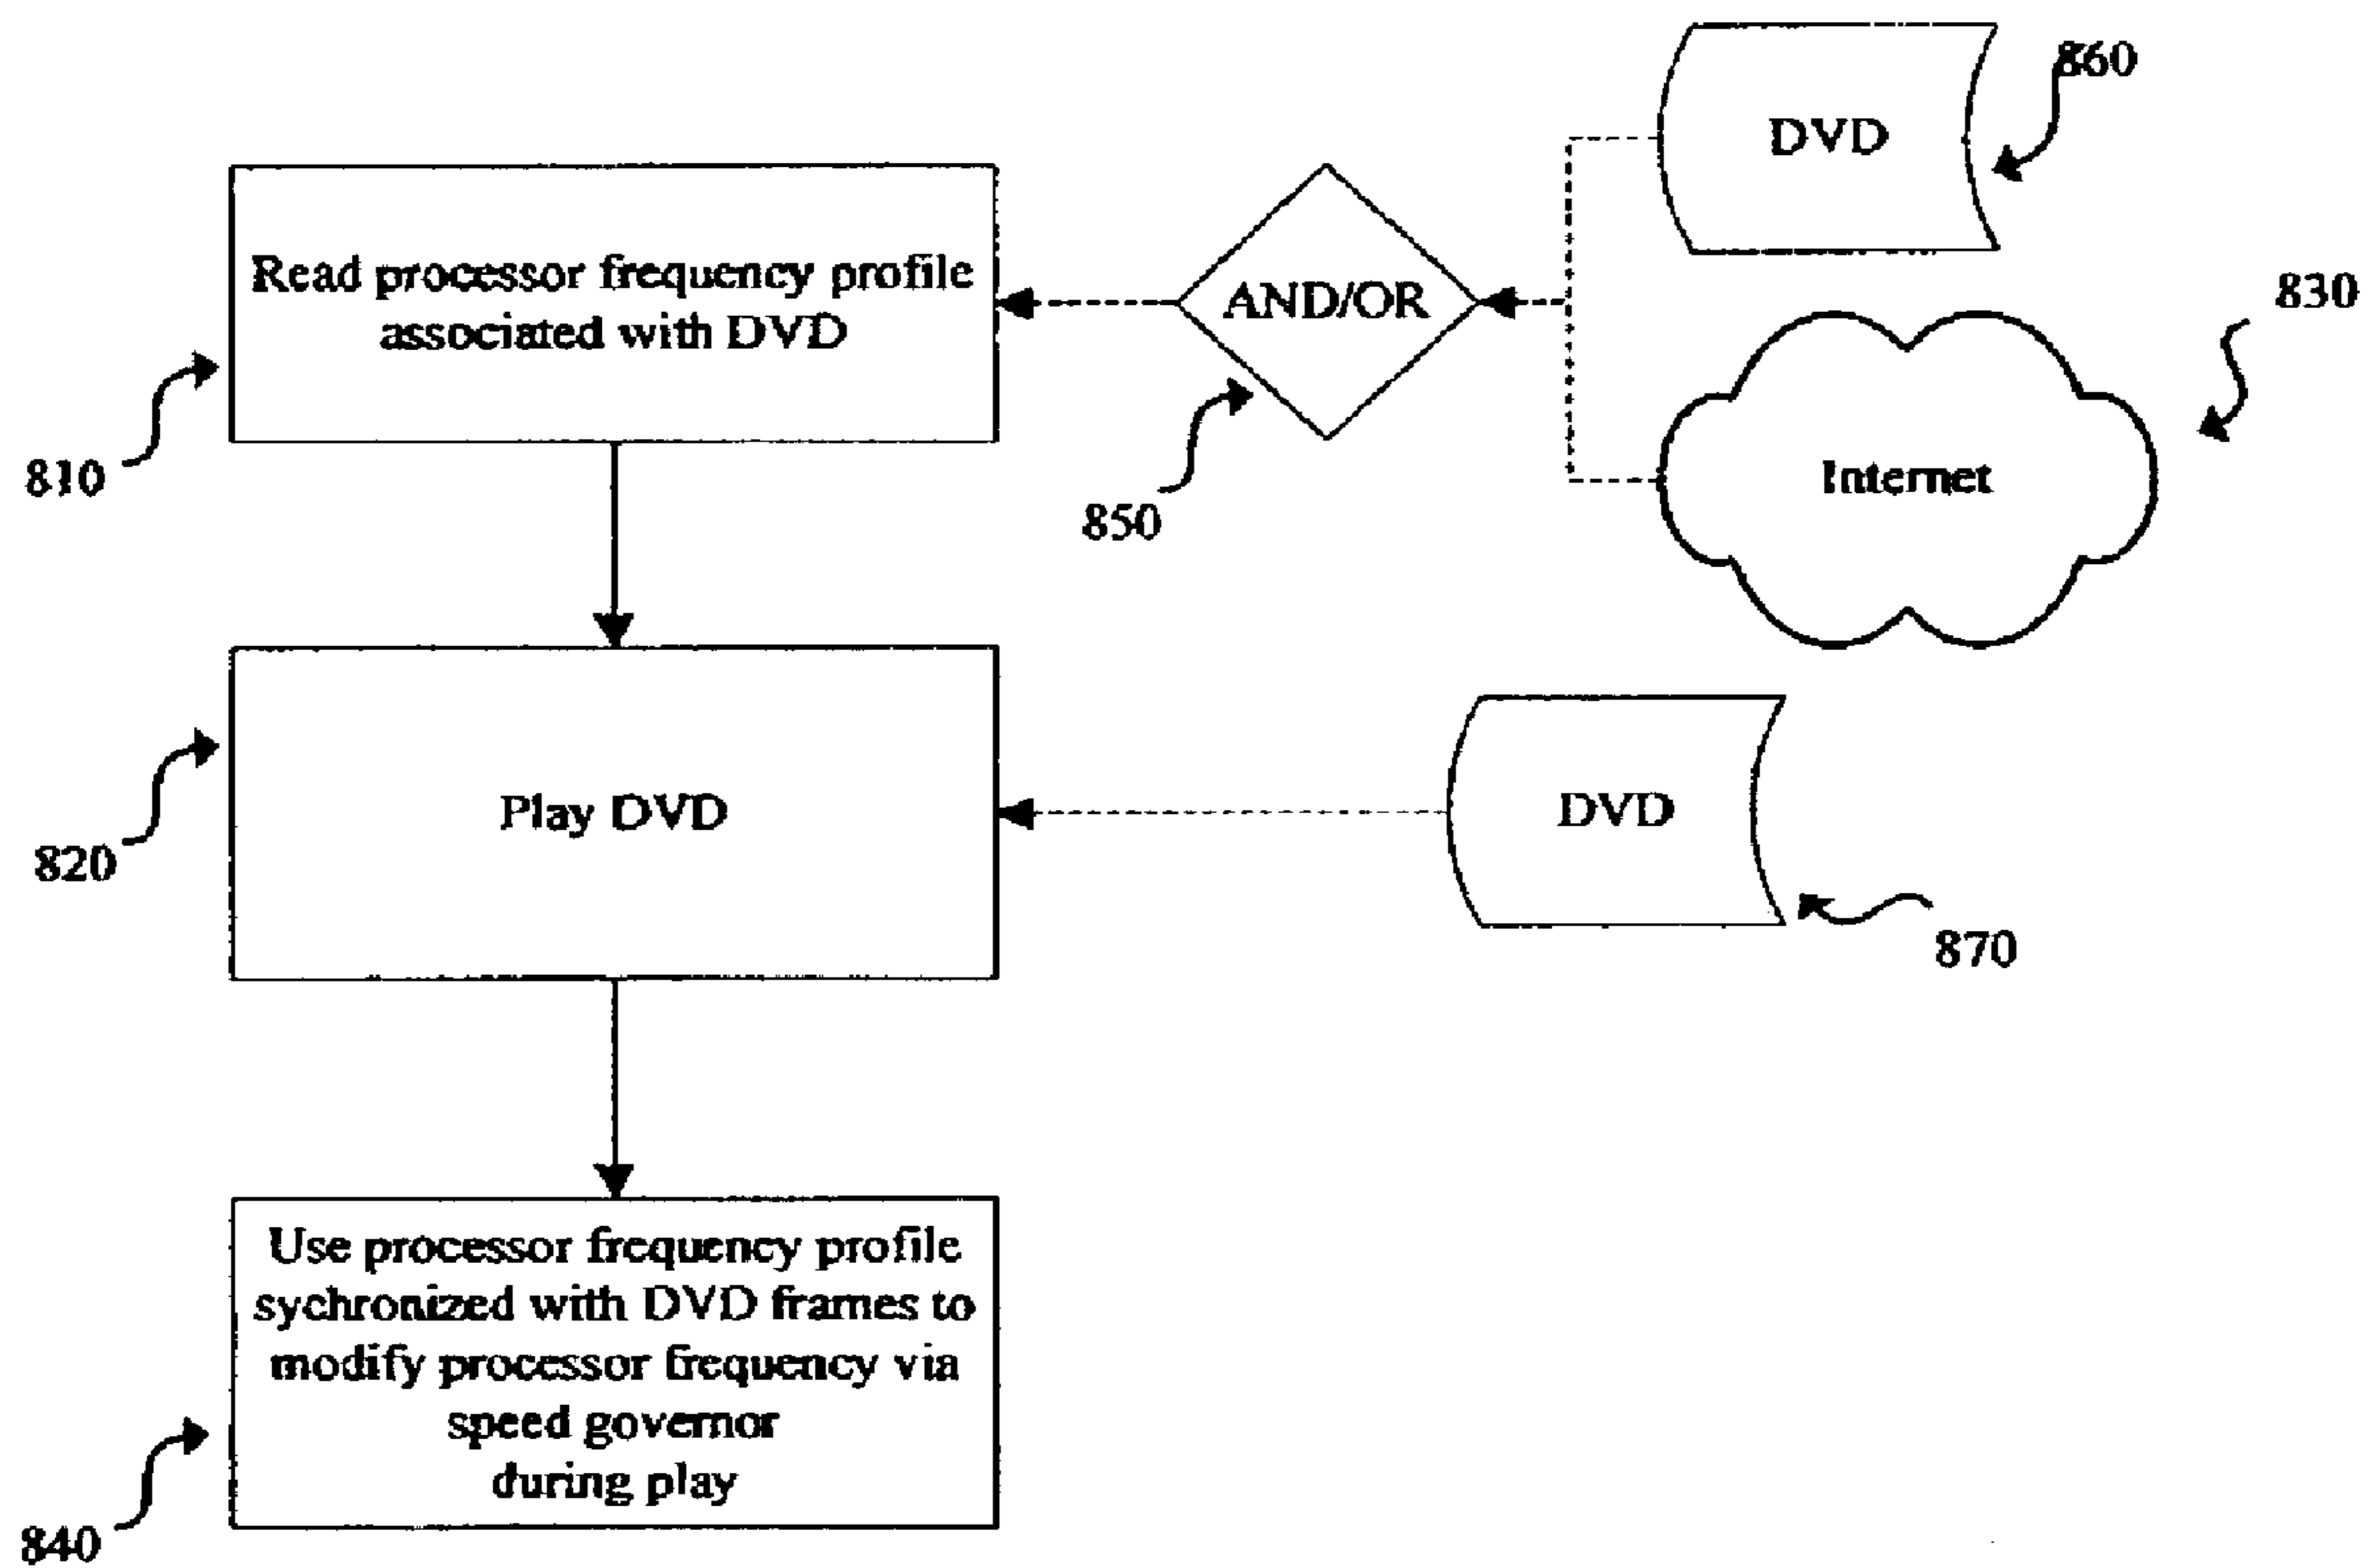 DVD
860
Read processor frequency profile
associated with DVD
AND/OR
830
Internet
810
850
Play DVD
DVD
820
870
Use processor frequency profile
sychronized with DVD frames to
modify processor frequency via
speed governor
during play
840